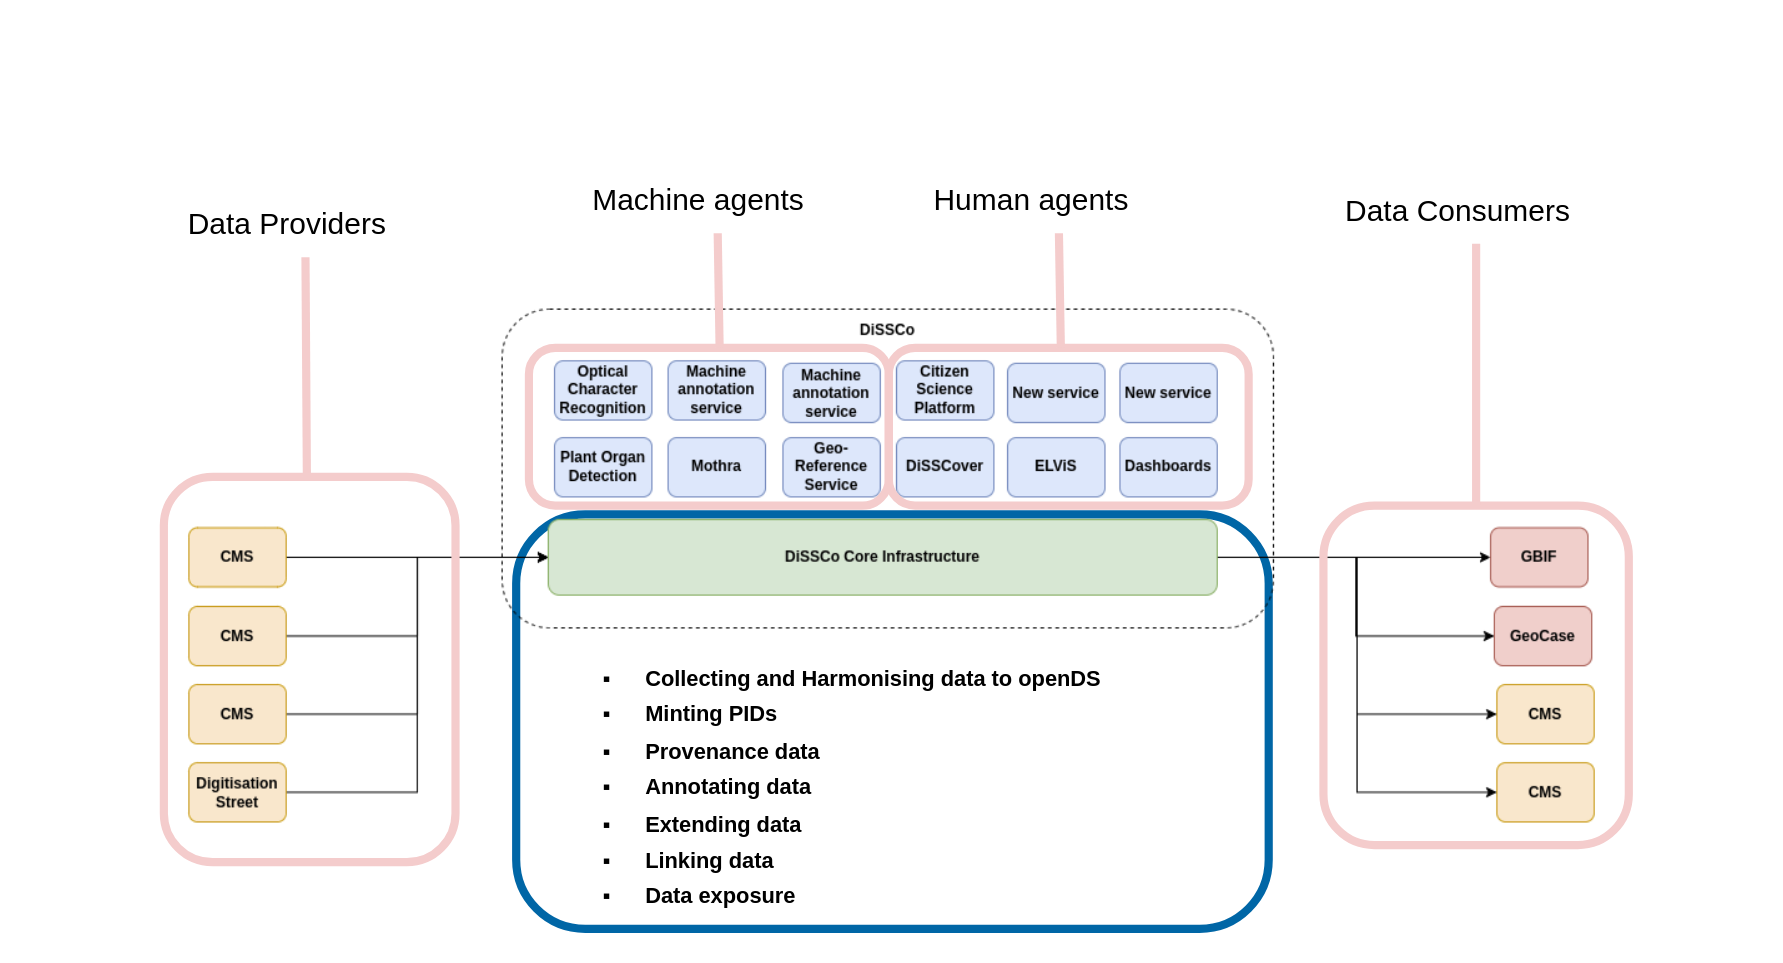 Data Providers
Machine agents
Human agents
Data Consumers
DiSSCo
Optical
Character
Recognition
Machine
annotation
service
Machine
annotation
service
Citizen
Science
Platform
New service
New service
Plant Organ
Detection
Mothra
Geo-
Reference
Service
DiSSCover
ELViS
Dashboards
CMS
CMS
CMS
Digitisation
Street
DiSSCo Core Infrastructure
GBIF
GeoCase
CMS
CMS
▪ Collecting and Harmonising data to openDS
▪ Minting PIDs
▪ Provenance data
▪ Annotating data
▪ Extending data
▪ Linking data
▪ Data exposure